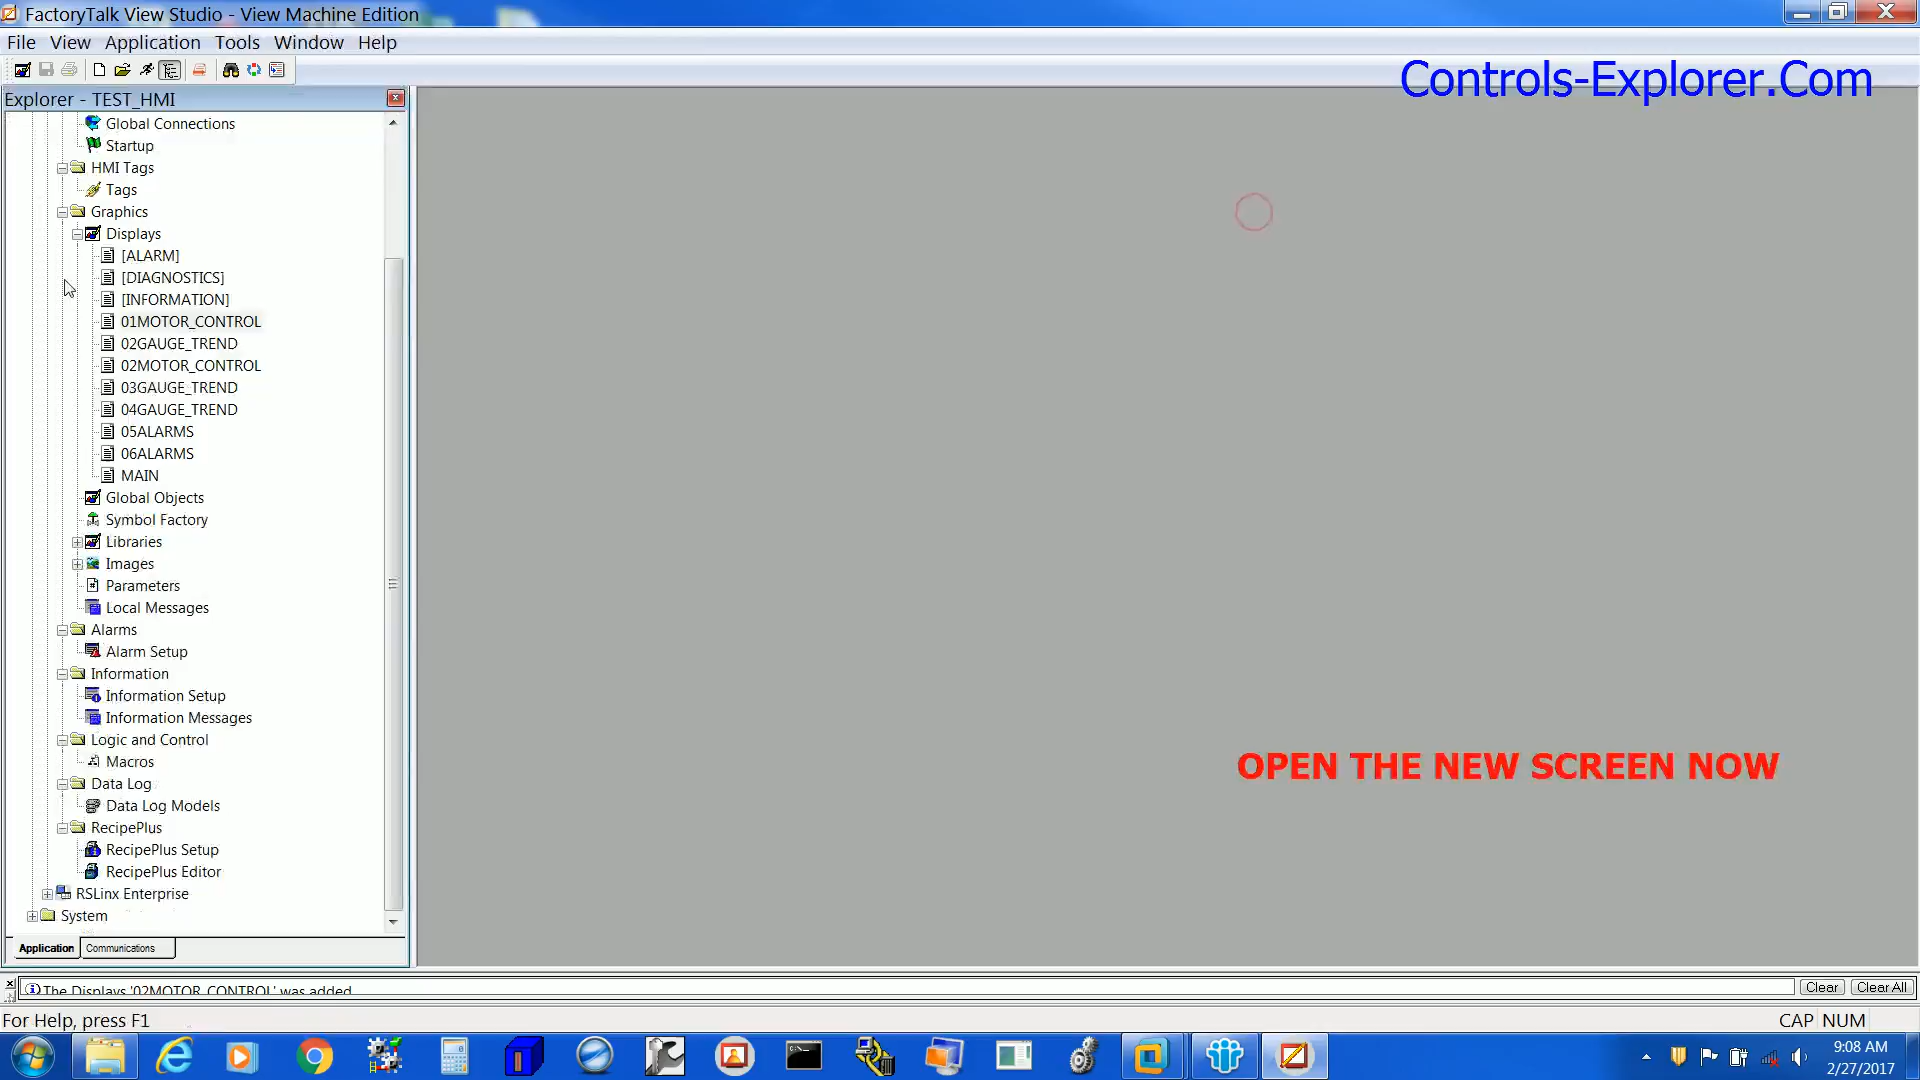 FactoryTalk View Studio - View Machine Edition
File View Application Tools Window Help
Controls-Explorer.Com
Explorer - TEST_HMI
Global Connections
Startup
HMI Tags
Tags
Graphics
Displays
[ALARM]
[DIAGNOSTICS]
[INFORMATION]
01MOTOR_CONTROL
02GAUGE_TREND
02MOTOR_CONTROL
03GAUGE_TREND
04GAUGE_TREND
05ALARMS
06ALARMS
MAIN
Global Objects
Symbol Factory
Libraries
Images
Parameters
Local Messages
Alarms
Alarm Setup
Information
Information Setup
Information Messages
Logic and Control
Macros
Data Log
Data Log Models
RecipePlus
RecipePlus Setup
RecipePlus Editor
RSLinx Enterprise
System
OPEN THE NEW SCREEN NOW
Application Communications
The Displays '02MOTOR_CONTROL' was added
Clear Clear All
For Help, press F1
CAP NUM
9:08 AM
2/27/2017